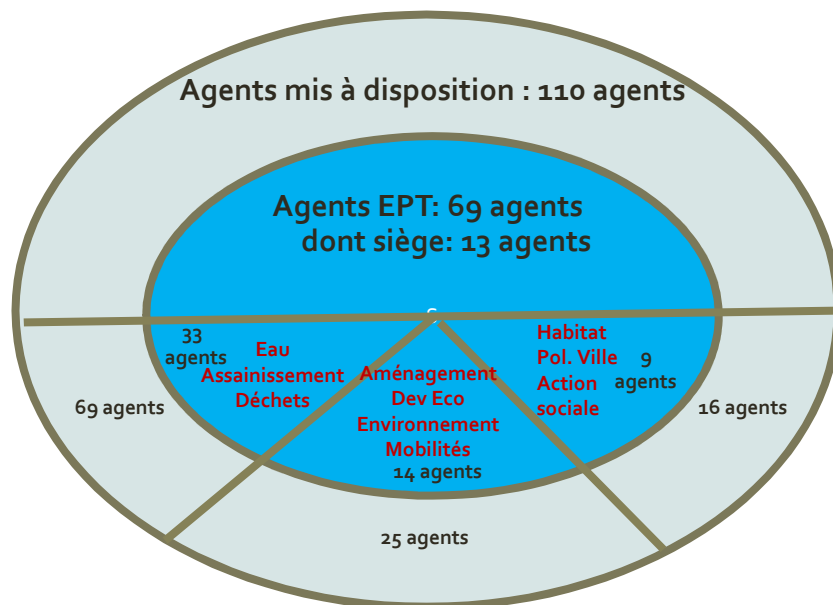 Agents mis à disposition : 110 agents
Agents EPT: 69 agents
dont siège: 13 agents
33
agents
Eau
Assainissement
Déchets
69 agents
Aménagement
Dev Eco
Environnement
Mobilités
14 agents
25 agents
Habitat
Pol. Ville
Action
sociale
9
agents
16 agents